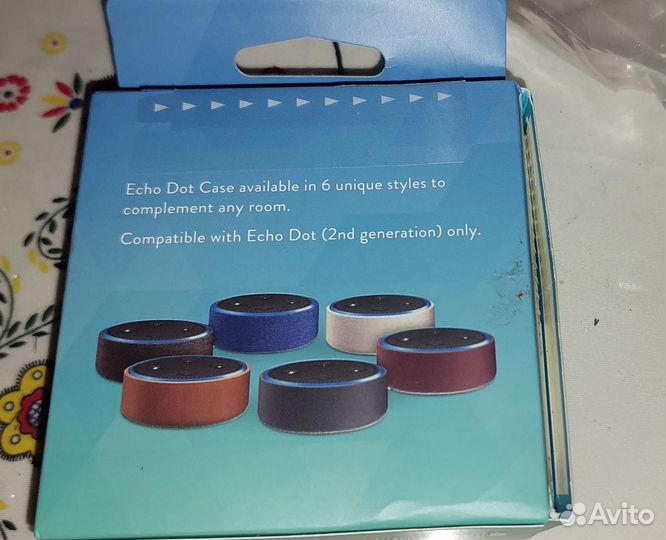 Echo Dot Case available in 6 unique styles to
complement any room.
Compatible with Echo Dot (2nd generation) only.
Avito